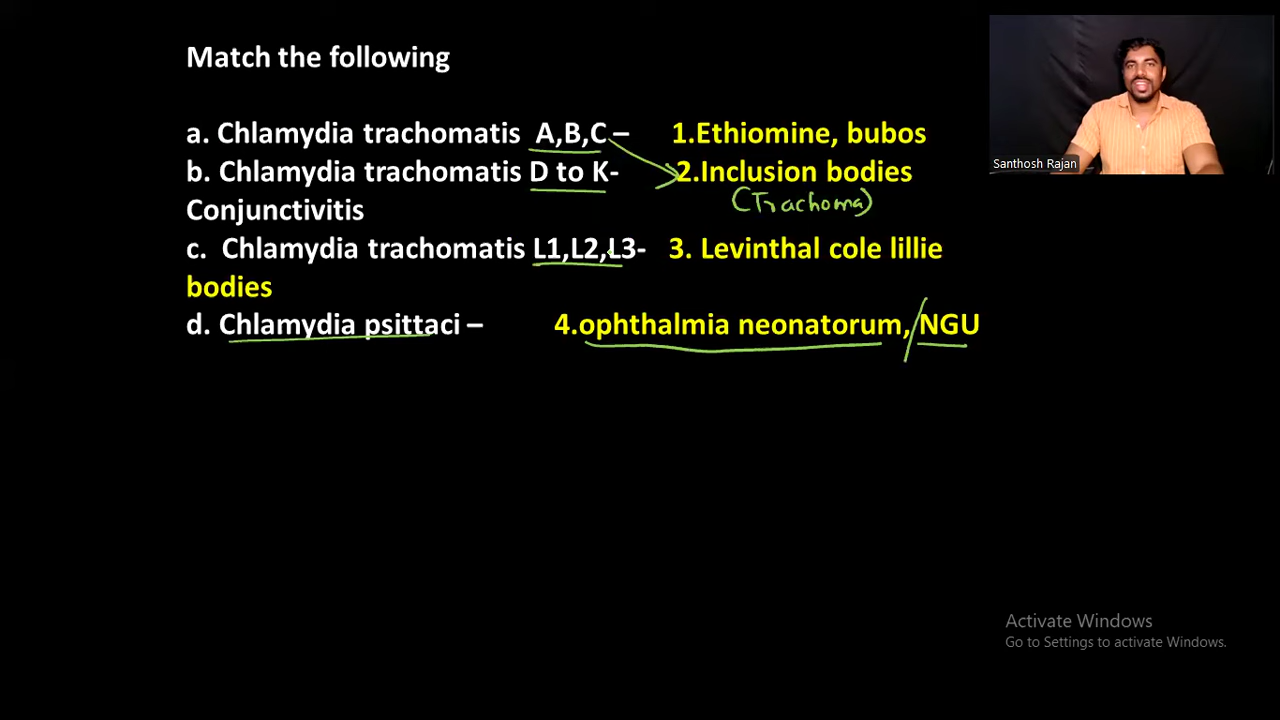 Match the following
Santhosh Rajan
a. Chlamydia trachomatis A,B,C – 1.Ethiomine, bubos
b. Chlamydia trachomatis D to K- 2.Inclusion bodies
(Trachoma)
Conjunctivitis
c. Chlamydia trachomatis L1,L2,L3- 3. Levinthal cole lillie
bodies
d. Chlamydia psittaci – 4.ophthalmia neonatorum, NGU
Activate Windows
Go to Settings to activate Windows.